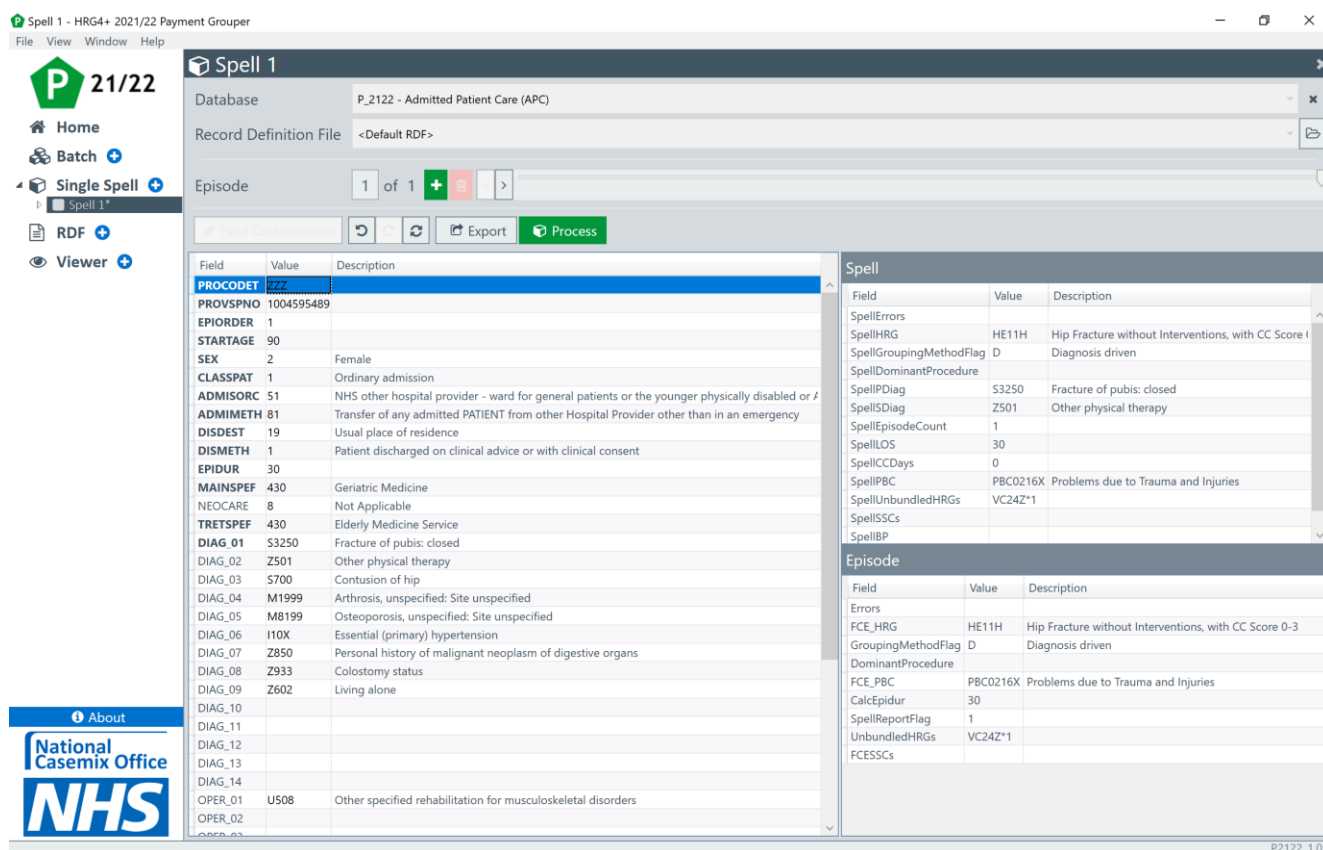 Spell 1 - HRG4+ 2021/22 Payment Grouper
File View Window Help
P 21/22
Home
Batch
Single Spell
Spell 1*
RDF
Viewer
About
National
Casemix Office
NHS
Spell 1
Database P_2122 - Admitted Patient Care (APC)
Record Definition File <Default RDF>
Episode 1 of 1
Field Customisation Export Process
Field Value Description
PROCODET ZZZ
PROVSPNO 1004595489
EPIORDER 1
STARTAGE 90
SEX 2 Female
CLASSPAT 1 Ordinary admission
ADMISORC 51 NHS other hospital provider - ward for general patients or the younger physically disabled or
ADMIMETH 81 Transfer of any admitted PATIENT from other Hospital Provider other than in an emergency
DISDEST 19 Usual place of residence
DISMETH 1 Patient discharged on clinical advice or with clinical consent
EPIDUR 30
MAINSPEF 430 Geriatric Medicine
NEOCARE 8 Not Applicable
TRETSPEF 430 Elderly Medicine Service
DIAG_01 S3250 Fracture of pubis: closed
DIAG_02 Z501 Other physical therapy
DIAG_03 S700 Contusion of hip
DIAG_04 M1999 Arthrosis, unspecified: Site unspecified
DIAG_05 M8199 Osteoporosis, unspecified: Site unspecified
DIAG_06 I10X Essential (primary) hypertension
DIAG_07 Z850 Personal history of malignant neoplasm of digestive organs
DIAG_08 Z933 Colostomy status
DIAG_09 Z602 Living alone
DIAG_10
DIAG_11
DIAG_12
DIAG_13
DIAG_14
OPER_01 U508 Other specified rehabilitation for musculoskeletal disorders
OPER_02
Spell
Field Value Description
SpellErrors
SpellHRG HE11H Hip Fracture without Interventions, with CC Score
SpellGroupingMethodFlag D Diagnosis driven
SpellDominantProcedure
SpellPDiag S3250 Fracture of pubis: closed
SpellSDiag Z501 Other physical therapy
SpellEpisodeCount 1
SpellLOS 30
SpellCCDays 0
SpellPBC PBC0216X Problems due to Trauma and Injuries
SpellUnbundledHRGs VC24Z*1
SpellSSCs
SpellBP
Episode
Field Value Description
Errors
FCE_HRG HE11H Hip Fracture without Interventions, with CC Score 0-3
GroupingMethodFlag D Diagnosis driven
DominantProcedure
FCE_PBC PBC0216X Problems due to Trauma and Injuries
CalcEpidur 30
SpellReportFlag 1
UnbundledHRGs VC24Z*1
FCESSCs
P2122_1.0